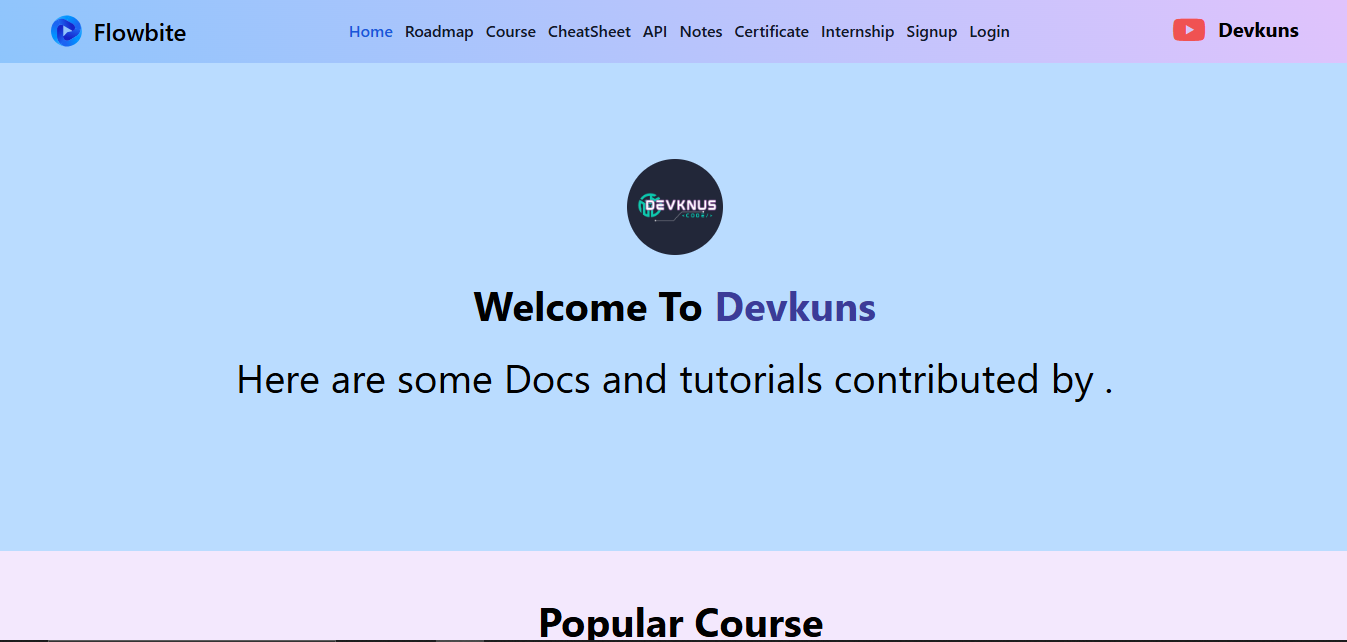 Flowbite
Home Roadmap Course CheatSheet API Notes Certificate Internship Signup Login
Devkuns
DEVKNUS
<CODE/>
Welcome To Devkuns
Here are some Docs and tutorials contributed by .
Popular Course